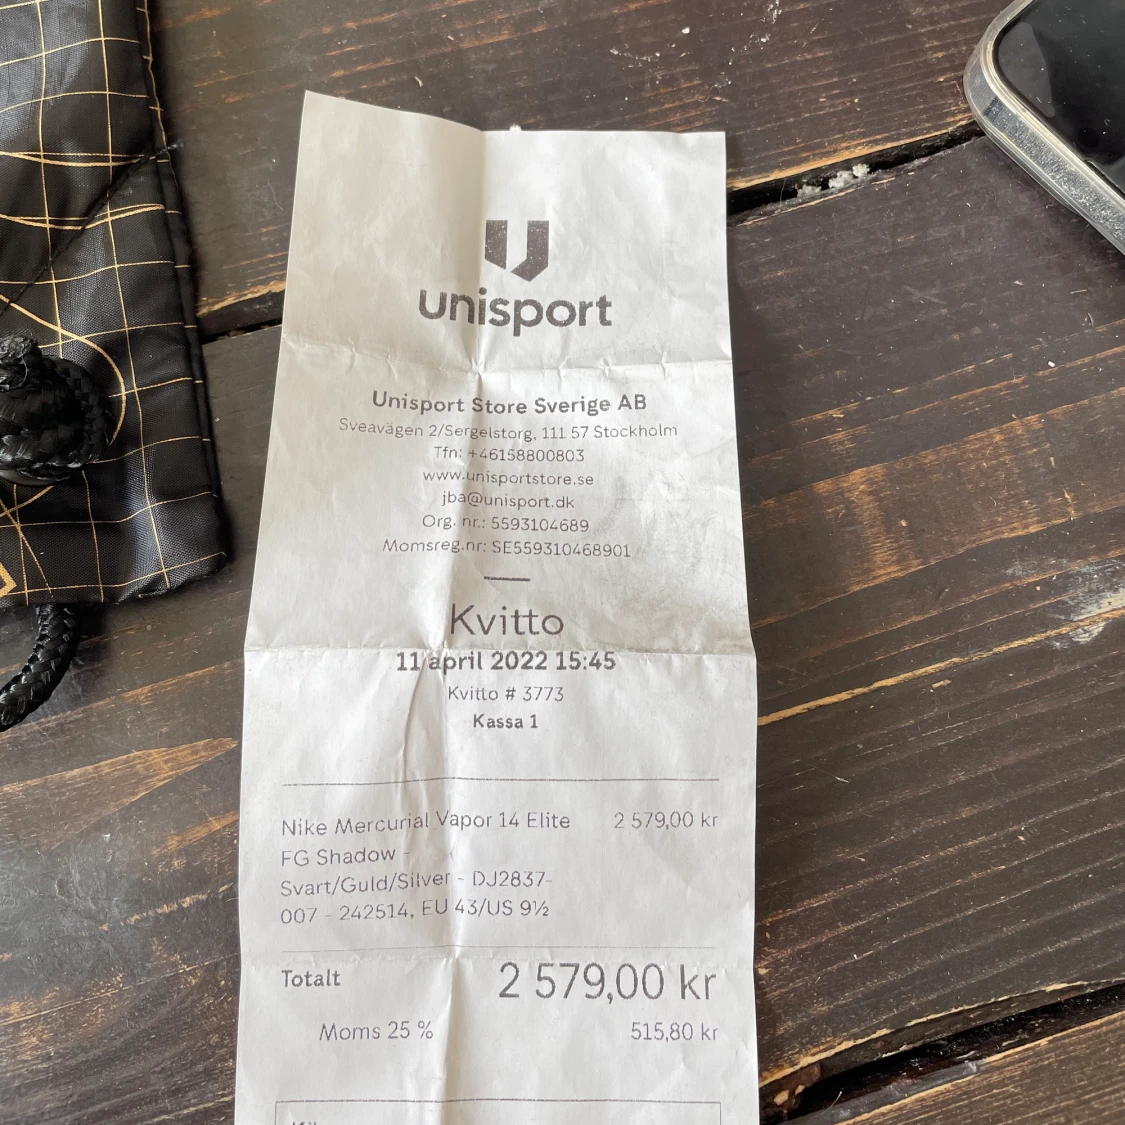 unisport
Unisport Store Sverige AB
Sveavägen 2/Sergelstorg, 111 57 Stockholm
Tfn: +46158800803
www.unisportstore.se
jba@unisport.dk
Org. nr.: 5593104689
Momsreg.nr: SE559310468901
Kvitto
11 april 2022 15:45
Kvitto # 3773
Kassa 1
Nike Mercurial Vapor 14 Elite 2 579,00 kr
FG Shadow -
Svart/Guld/Silver - DJ2837-
007 - 242514, EU 43/US 9½
Totalt 2 579,00 kr
Moms 25 % 515,80 kr